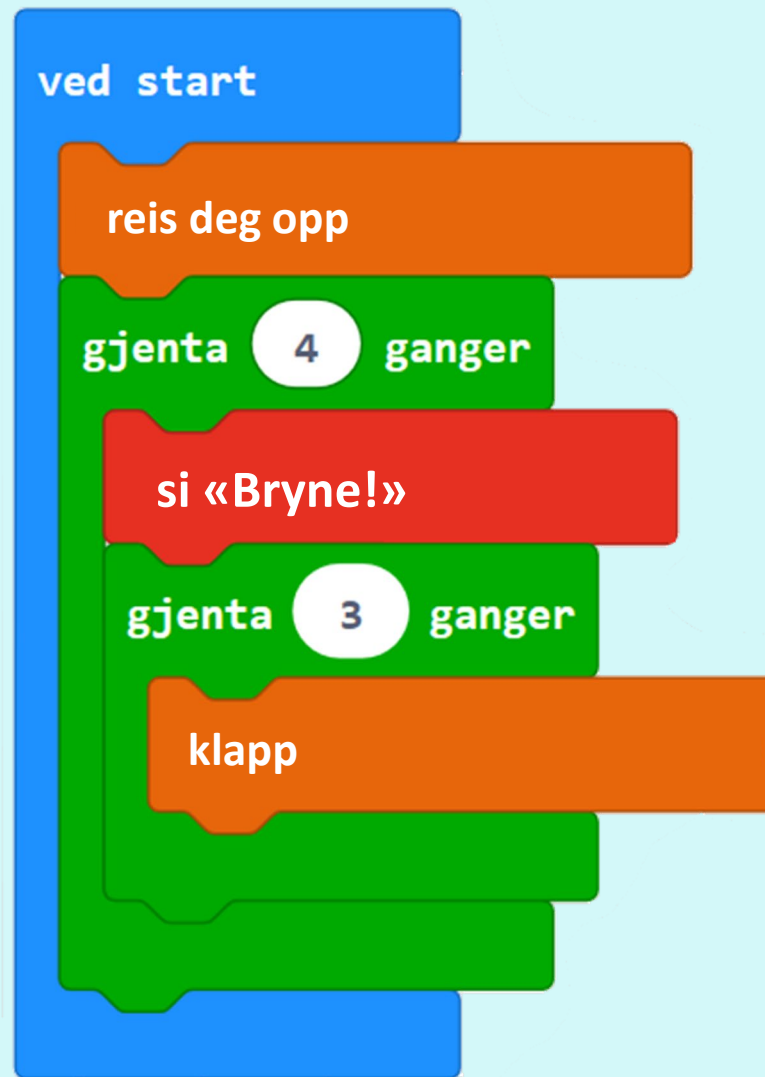 ved start
reis deg opp
gjenta 4 ganger
si «Bryne!»
gjenta 3 ganger
klapp